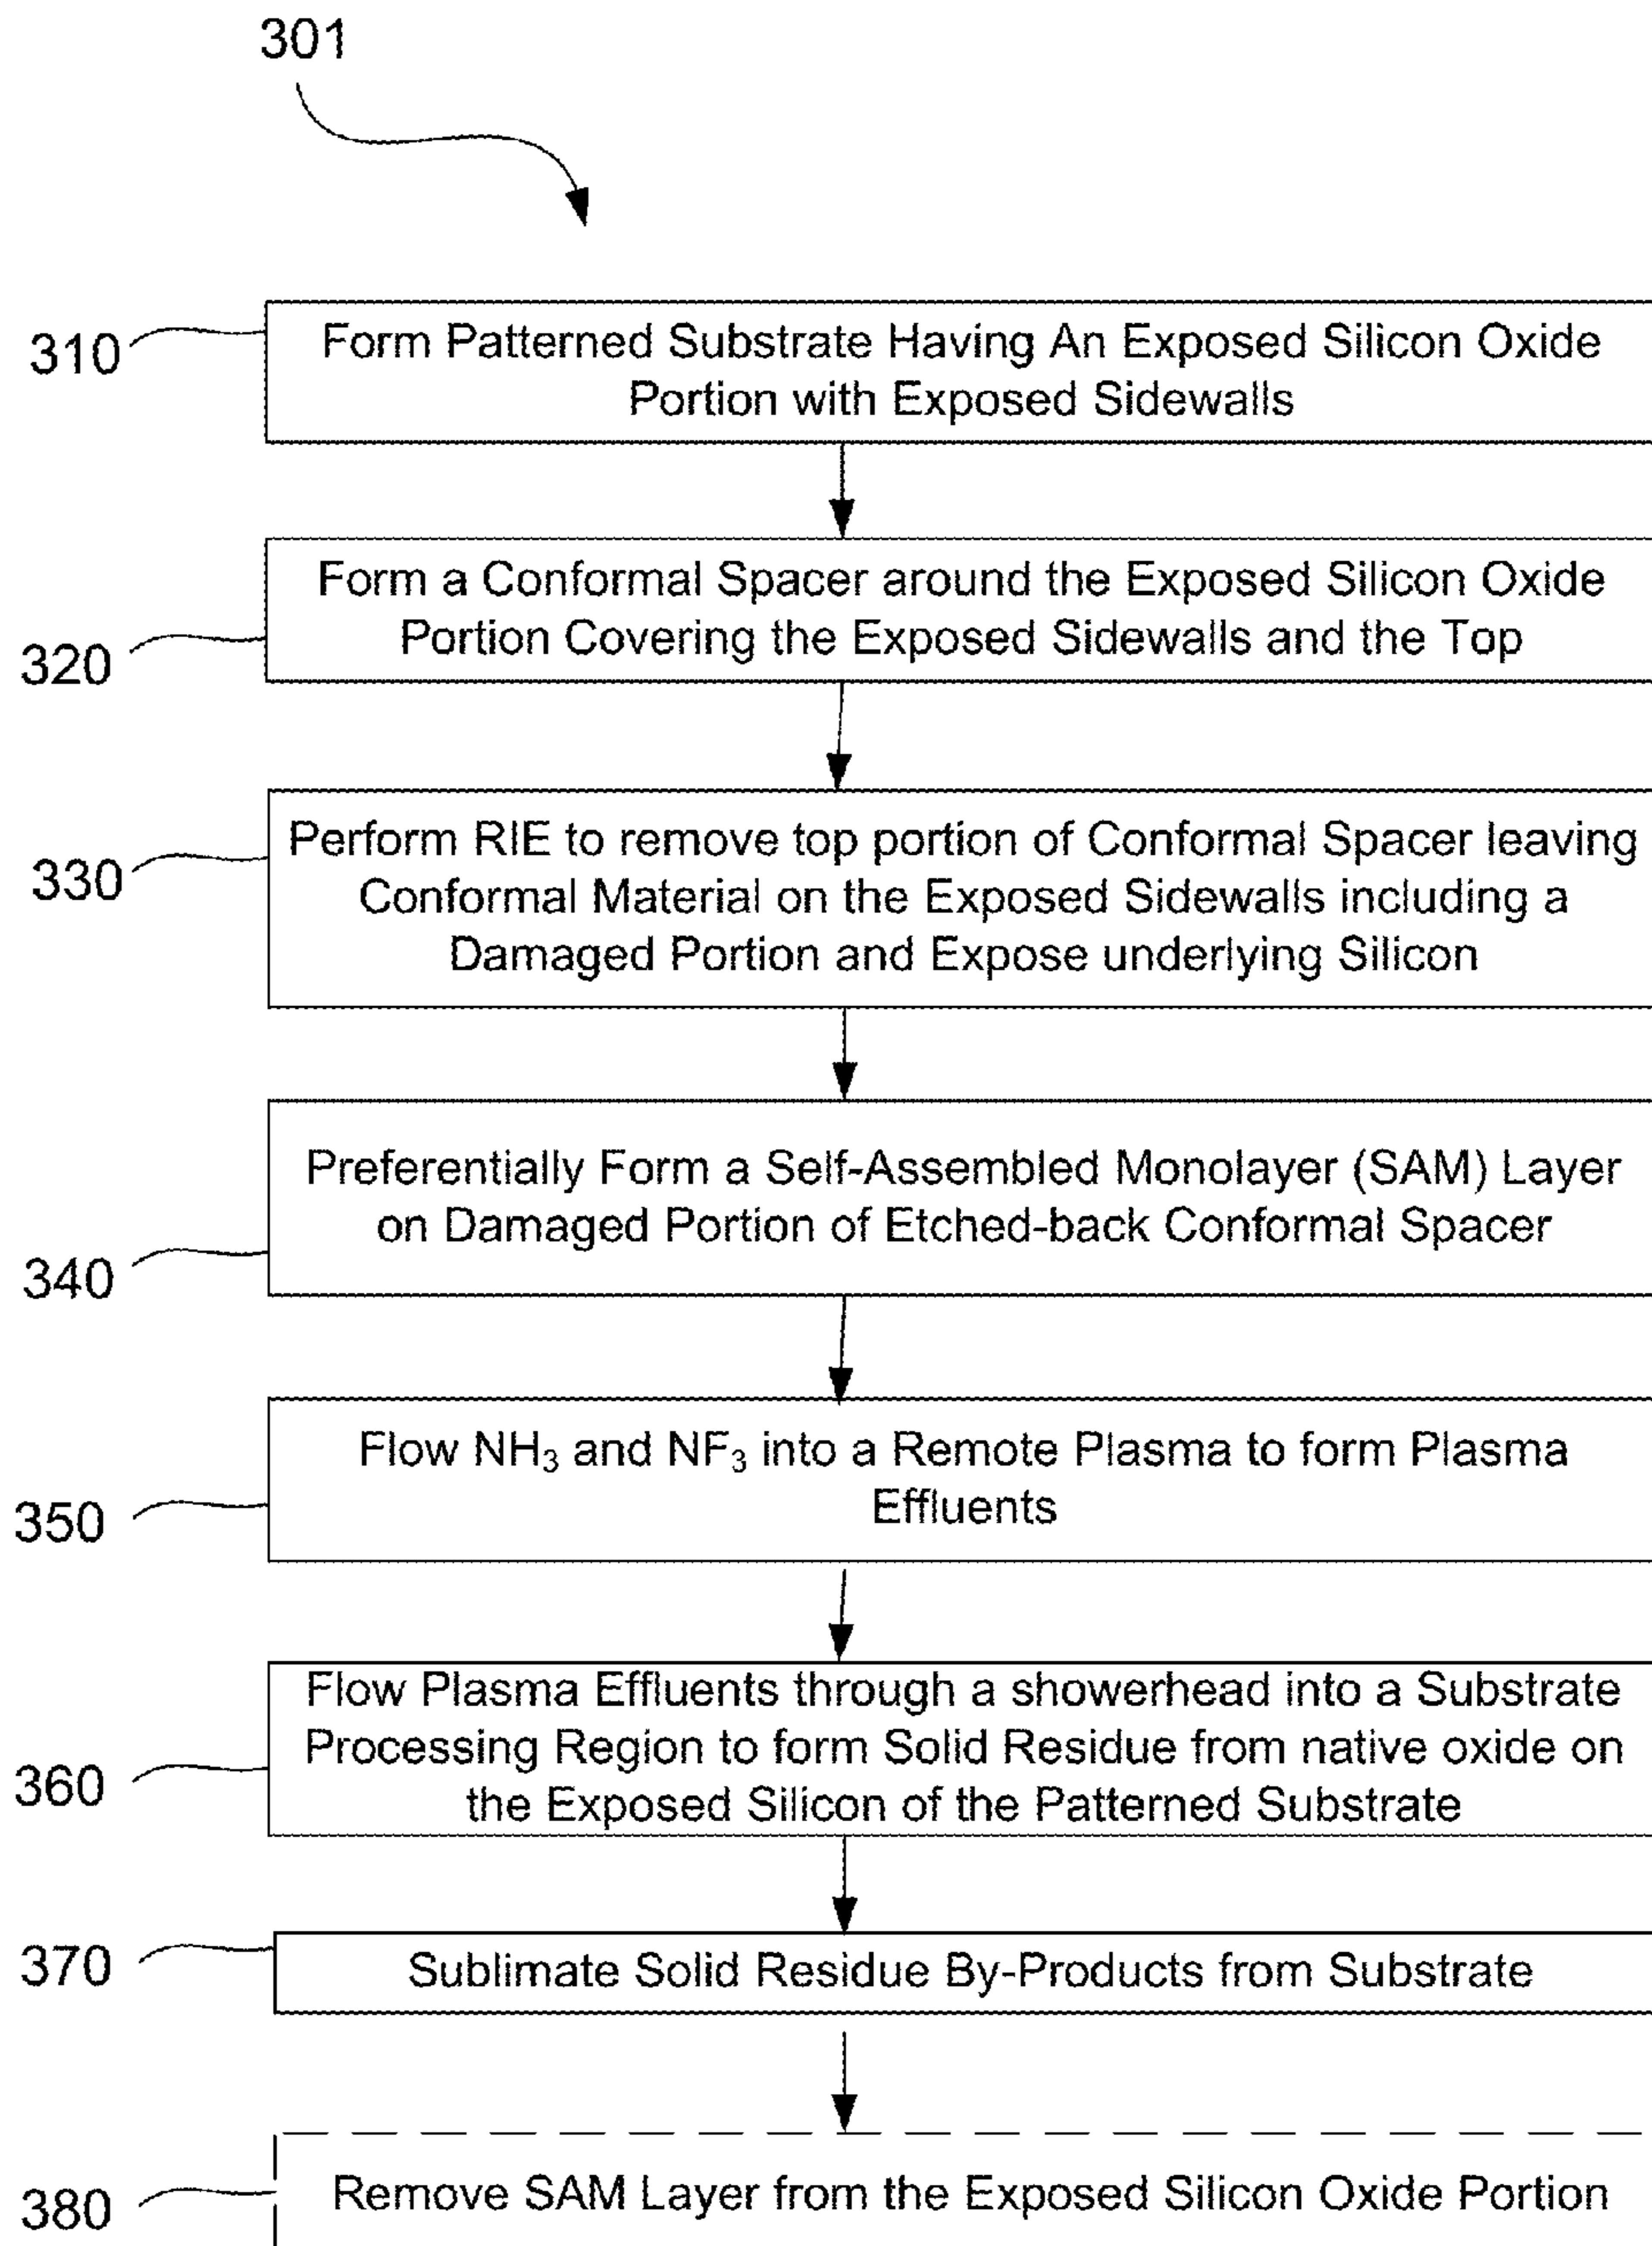 301
310
Form Patterned Substrate Having An Exposed Silicon Oxide
Portion with Exposed Sidewalls
320
Form a Conformal Spacer around the Exposed Silicon Oxide
Portion Covering the Exposed Sidewalls and the Top
330
Perform RIE to remove top portion of Conformal Spacer leaving
Conformal Material on the Exposed Sidewalls including a
Damaged Portion and Expose underlying Silicon
340
Preferentially Form a Self-Assembled Monolayer (SAM) Layer
on Damaged Portion of Etched-back Conformal Spacer
350
Flow NH₃ and NF₃ into a Remote Plasma to form Plasma
Effluents
360
Flow Plasma Effluents through a showerhead into a Substrate
Processing Region to form Solid Residue from native oxide on
the Exposed Silicon of the Patterned Substrate
370
Sublimate Solid Residue By-Products from Substrate
380
Remove SAM Layer from the Exposed Silicon Oxide Portion